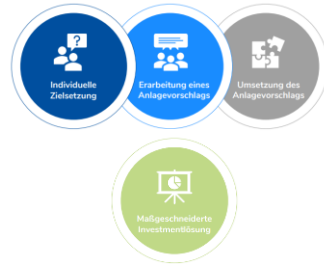 Individuelle
Zielsetzung
Erarbeitung eines
Anlagevorschlags
Umsetzung des
Anlagevorschlags
Maßgeschneiderte
Investmentlösung